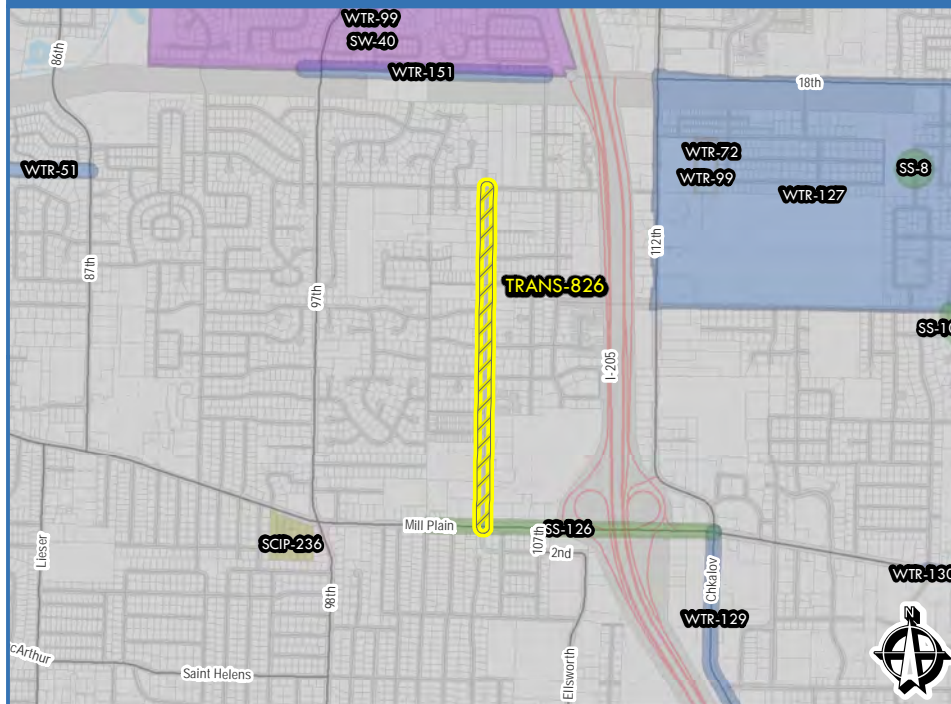 WTR-99
SW-40
86th
WTR-151
18th
WTR-51
WTR-72
WTR-99
SS-8
WTR-127
112th
87th
97th
TRANS-826
SS-10
I-205
Mill Plain
SS-126
107th
2nd
SCIP-236
Lieser
98th
Chkalov
WTR-130
WTR-129
N
cArthur
Saint Helens
Ellsworth